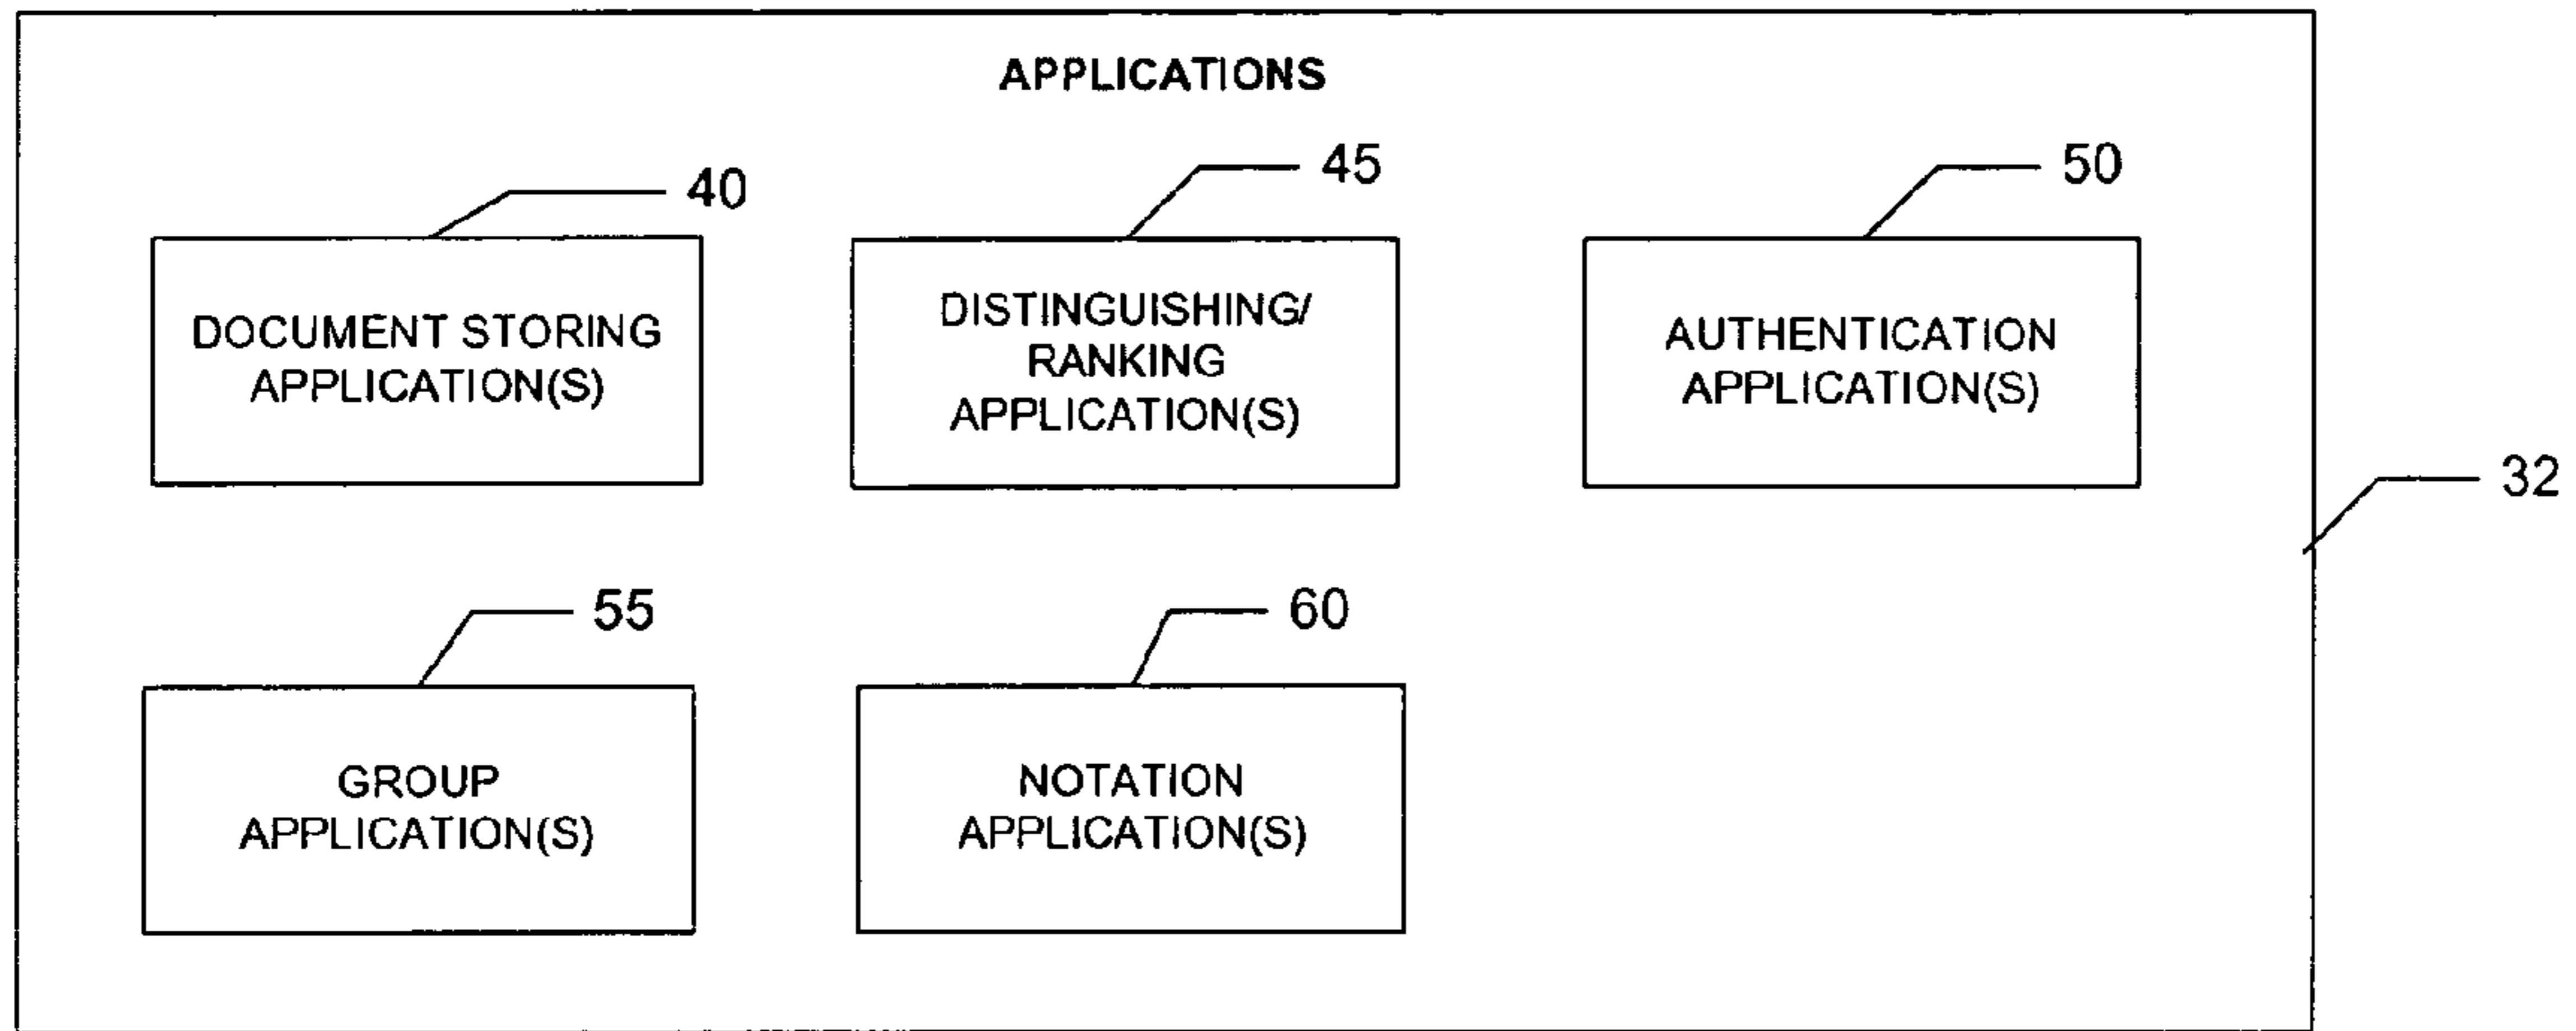 APPLICATIONS
40
45
50
DOCUMENT STORING
APPLICATION(S)
DISTINGUISHING/
RANKING
APPLICATION(S)
AUTHENTICATION
APPLICATION(S)
32
55
60
GROUP
APPLICATION(S)
NOTATION
APPLICATION(S)